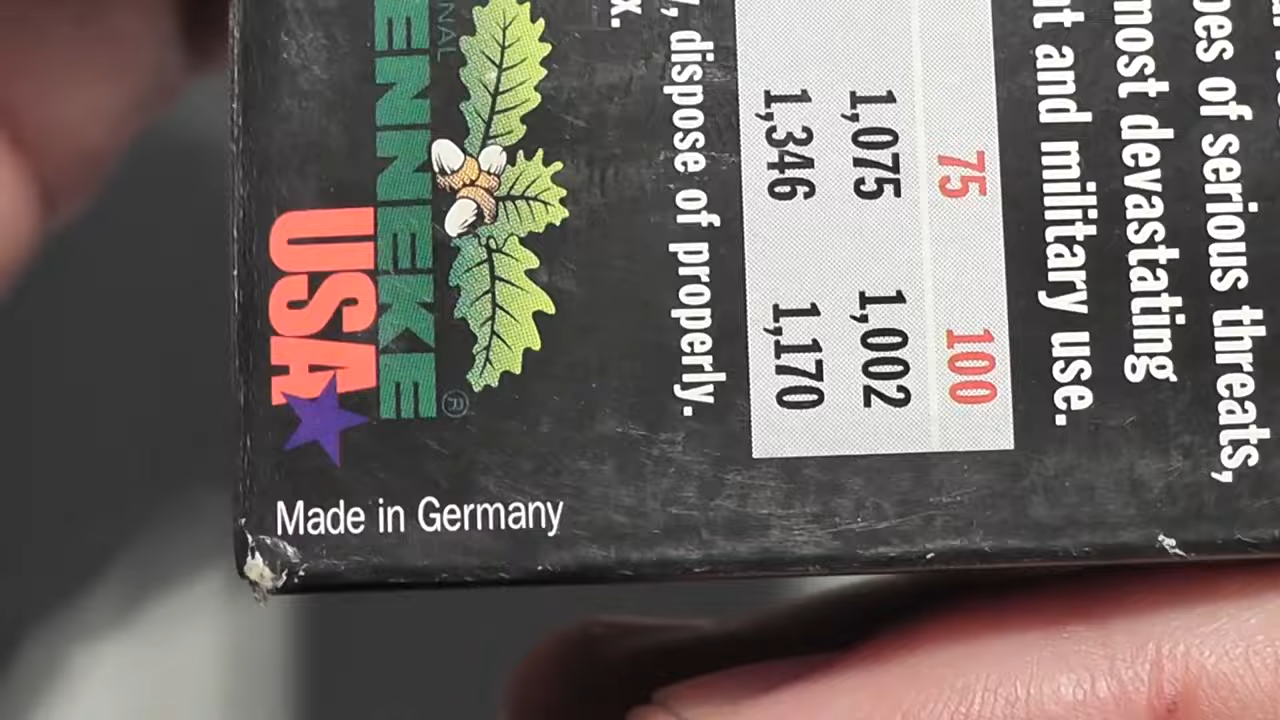 pes of serious threats,
most devastating
nt and military use.
75 100
1,075 1,002
1,346 1,170
, dispose of properly.
x.
NAL
ENNEKE®
USA
Made in Germany